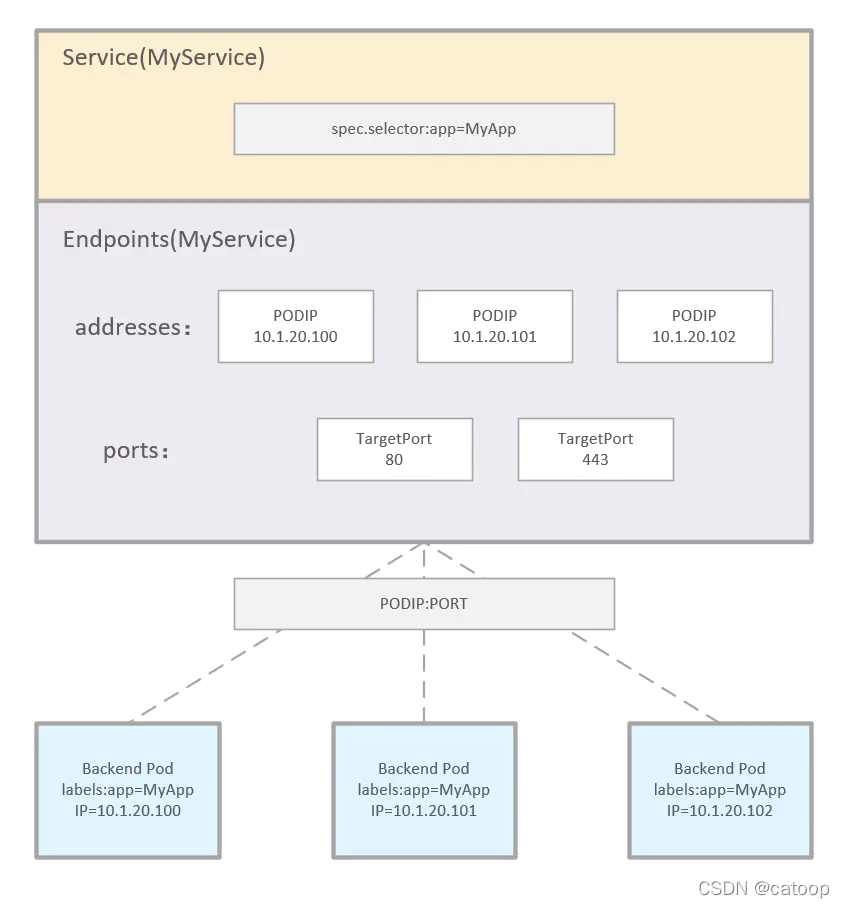 Service(MyService)
spec.selector:app=MyApp
Endpoints(MyService)
addresses：
PODIP
10.1.20.100
PODIP
10.1.20.101
PODIP
10.1.20.102
ports：
TargetPort
80
TargetPort
443
PODIP:PORT
Backend Pod
labels:app=MyApp
IP=10.1.20.100
Backend Pod
labels:app=MyApp
IP=10.1.20.101
Backend Pod
labels:app=MyApp
IP=10.1.20.102
CSDN @catoop